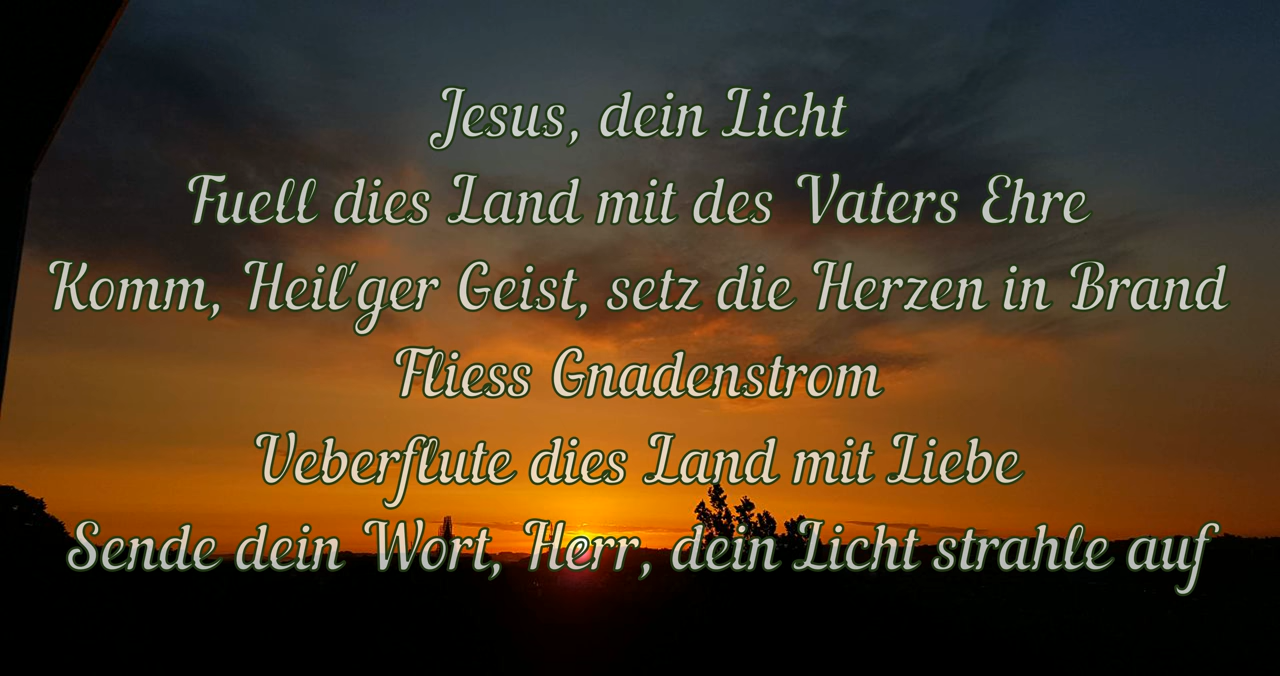 Jesus, dein Licht
Fuell dies Land mit des Vaters Ehre
Komm, Heil'ger Geist, setz die Herzen in Brand
Fliess Gnadenstrom
Ueberflute dies Land mit Liebe
Sende dein Wort, Herr, dein Licht strahle auf